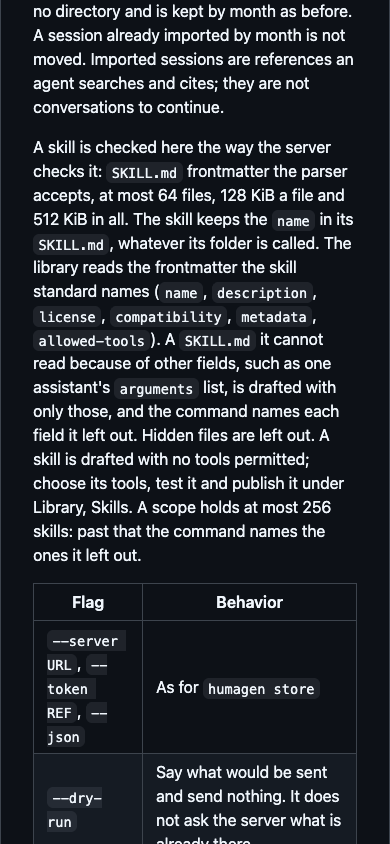 no directory and is kept by month as before.
A session already imported by month is not
moved. Imported sessions are references an
agent searches and cites; they are not
conversations to continue.
A skill is checked here the way the server
checks it: SKILL.md frontmatter the parser
accepts, at most 64 files, 128 KiB a file and
512 KiB in all. The skill keeps the name in its
SKILL.md, whatever its folder is called. The
library reads the frontmatter the skill
standard names (name, description,
license, compatibility, metadata,
allowed-tools). A SKILL.md it cannot
read because of other fields, such as one
assistant's arguments list, is drafted with
only those, and the command names each
field it left out. Hidden files are left out. A
skill is drafted with no tools permitted;
choose its tools, test it and publish it under
Library, Skills. A scope holds at most 256
skills: past that the command names the
ones it left out.
Flag Behavior
--server
URL, --
token
REF, --
json
As for humagen store
--dry-
run
Say what would be sent
and send nothing. It does
not ask the server what is
already there